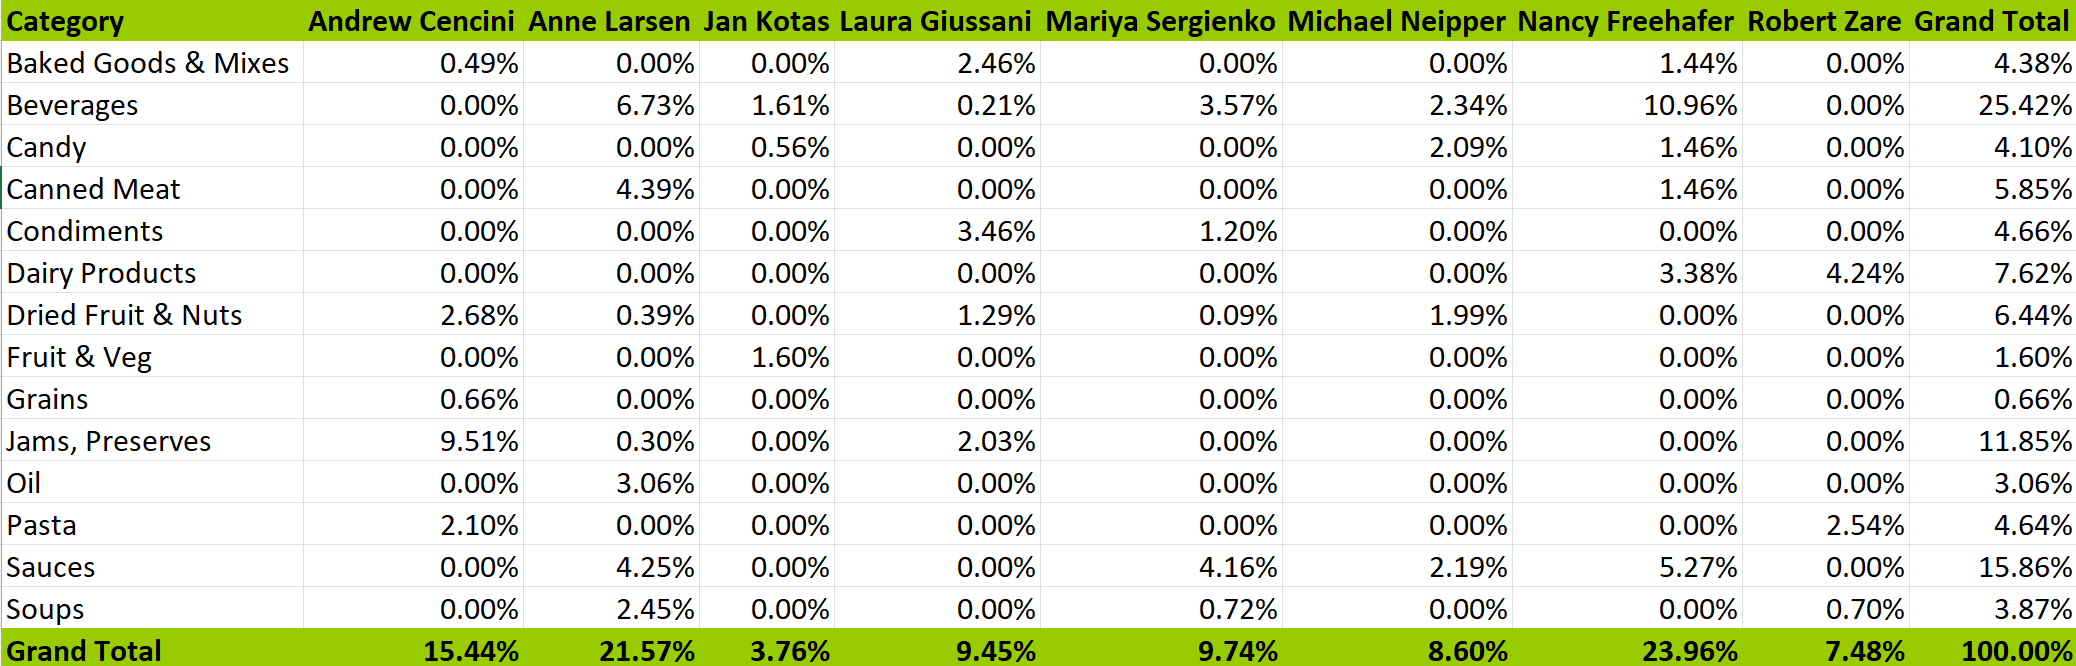 Category Andrew Cencini Anne Larsen Jan Kotas Laura Giussani Mariya Sergienko Michael Neipper Nancy Freehafer Robert Zare Grand Total
Baked Goods & Mixes 0.49% 0.00% 0.00% 2.46% 0.00% 0.00% 1.44% 0.00% 4.38%
Beverages 0.00% 6.73% 1.61% 0.21% 3.57% 2.34% 10.96% 0.00% 25.42%
Candy 0.00% 0.00% 0.56% 0.00% 0.00% 2.09% 1.46% 0.00% 4.10%
Canned Meat 0.00% 4.39% 0.00% 0.00% 0.00% 0.00% 1.46% 0.00% 5.85%
Condiments 0.00% 0.00% 0.00% 3.46% 1.20% 0.00% 0.00% 0.00% 4.66%
Dairy Products 0.00% 0.00% 0.00% 0.00% 0.00% 0.00% 3.38% 4.24% 7.62%
Dried Fruit & Nuts 2.68% 0.39% 0.00% 1.29% 0.09% 1.99% 0.00% 0.00% 6.44%
Fruit & Veg 0.00% 0.00% 1.60% 0.00% 0.00% 0.00% 0.00% 0.00% 1.60%
Grains 0.66% 0.00% 0.00% 0.00% 0.00% 0.00% 0.00% 0.00% 0.66%
Jams, Preserves 9.51% 0.30% 0.00% 2.03% 0.00% 0.00% 0.00% 0.00% 11.85%
Oil 0.00% 3.06% 0.00% 0.00% 0.00% 0.00% 0.00% 0.00% 3.06%
Pasta 2.10% 0.00% 0.00% 0.00% 0.00% 0.00% 0.00% 2.54% 4.64%
Sauces 0.00% 4.25% 0.00% 0.00% 4.16% 2.19% 5.27% 0.00% 15.86%
Soups 0.00% 2.45% 0.00% 0.00% 0.72% 0.00% 0.00% 0.70% 3.87%
Grand Total 15.44% 21.57% 3.76% 9.45% 9.74% 8.60% 23.96% 7.48% 100.00%